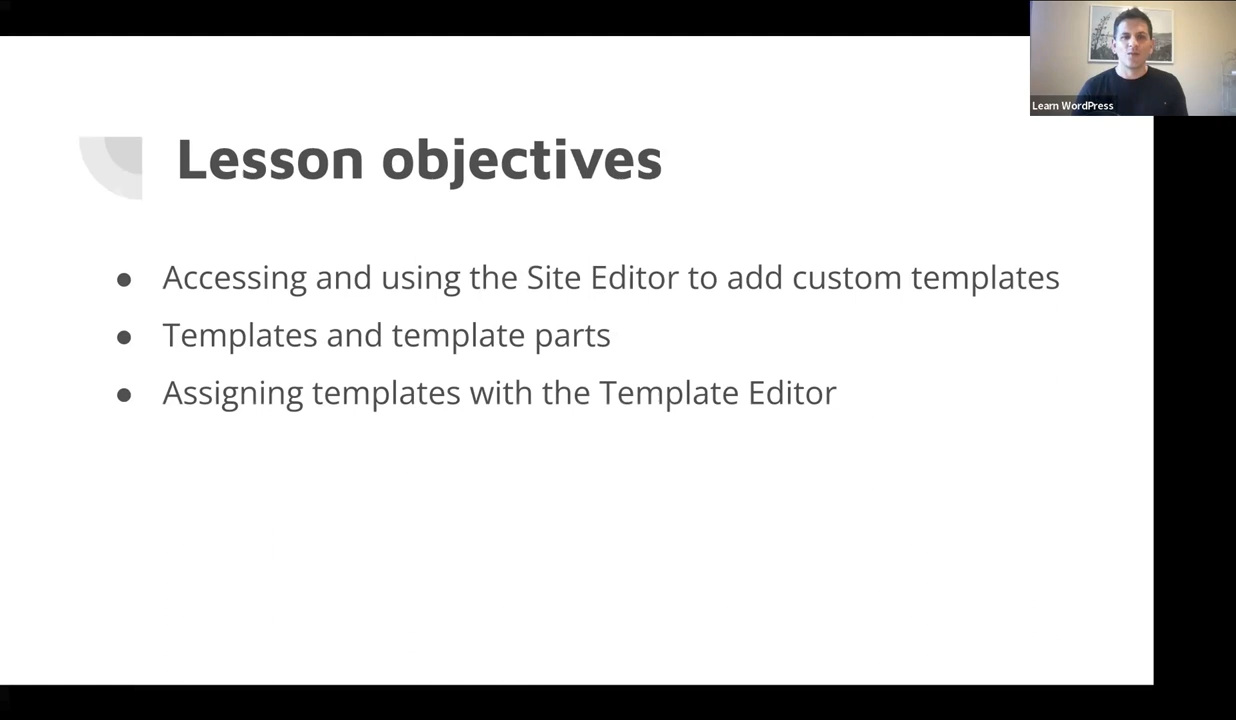 Learn WordPress
Lesson objectives
● Accessing and using the Site Editor to add custom templates
● Templates and template parts
● Assigning templates with the Template Editor